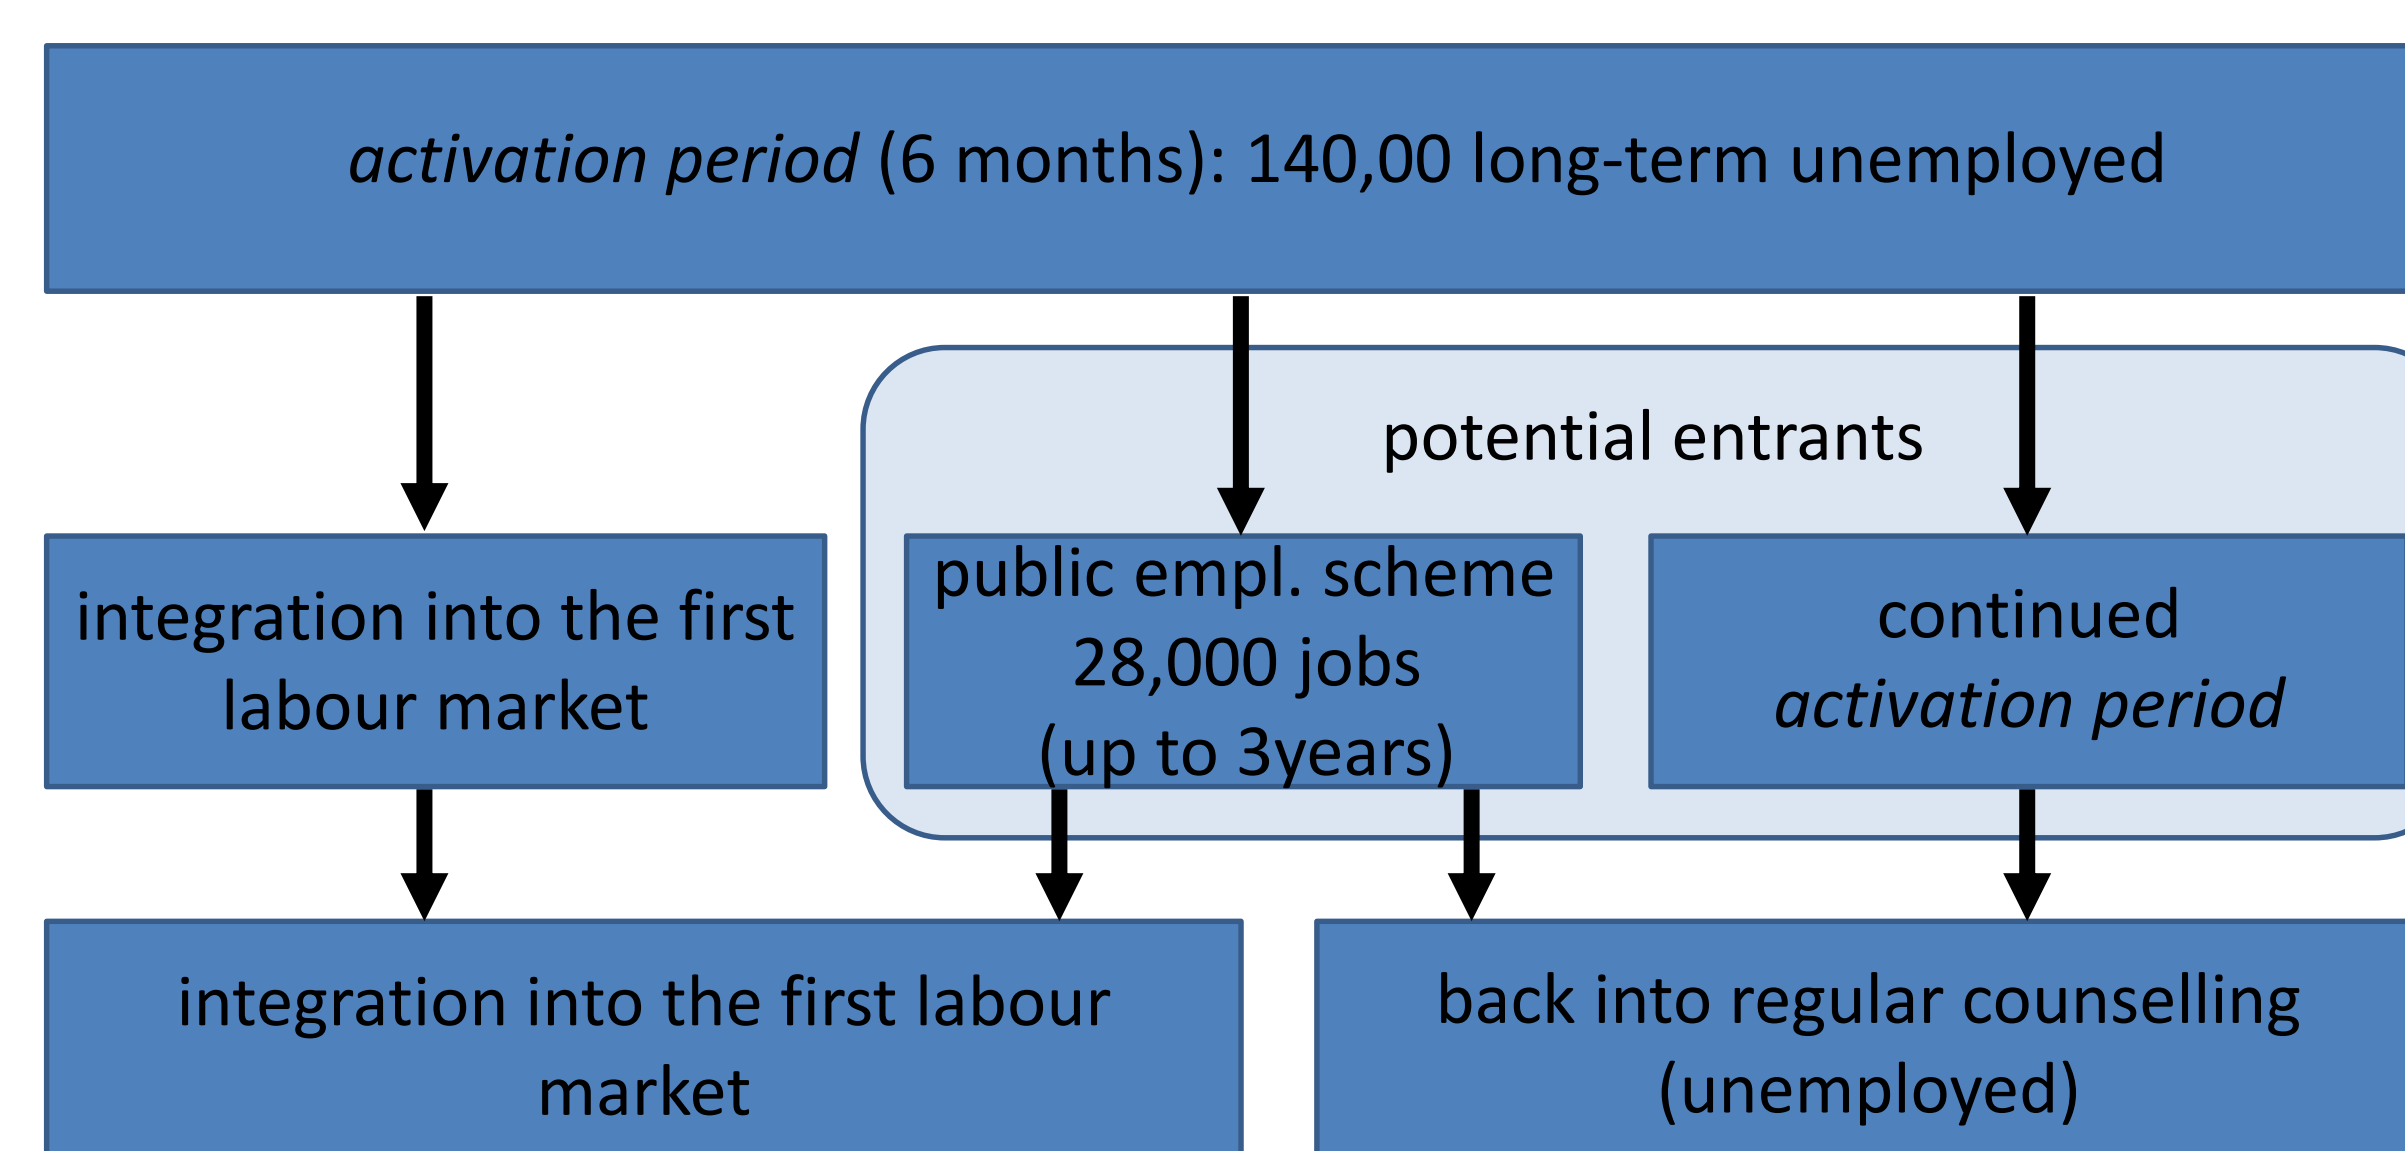 activation period (6 months): 140,00 long-term unemployed
potential entrants
integration into the first
labour market
public empl. scheme
28,000 jobs
(up to 3years)
continued
activation period
integration into the first labour
market
back into regular counselling
(unemployed)